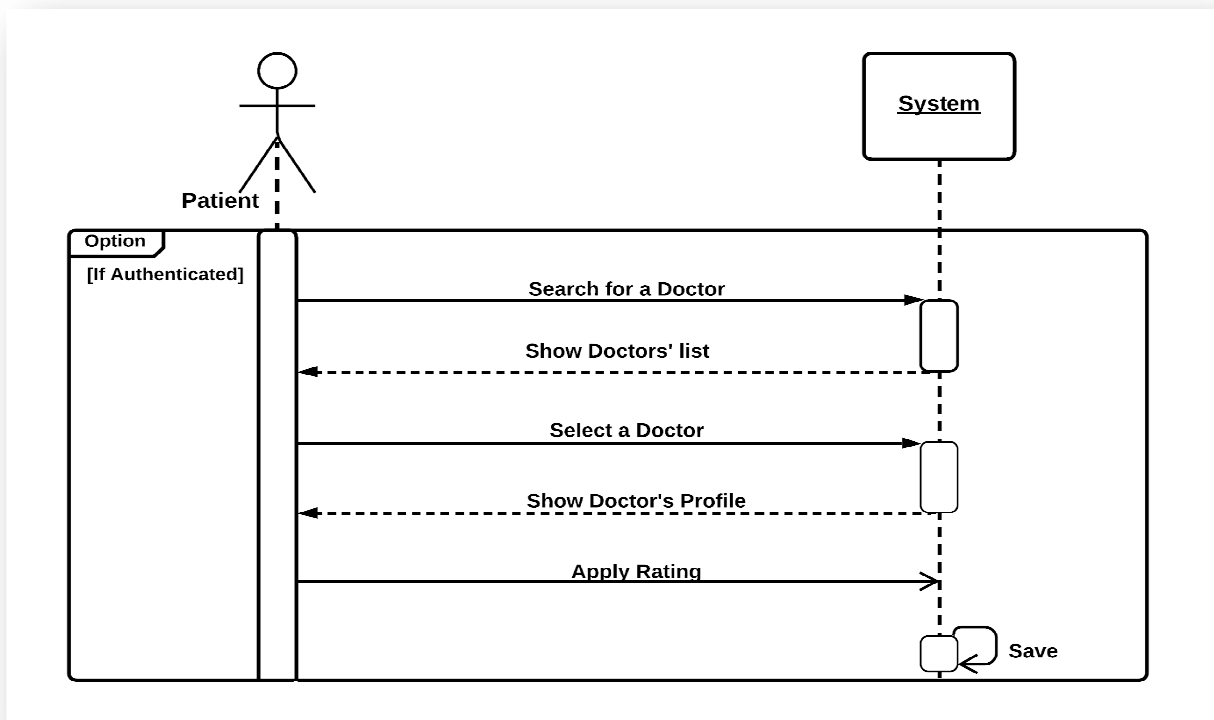 System
Patient
Option
[If Authenticated]
Search for a Doctor
Show Doctors' list
Select a Doctor
Show Doctor's Profile
Apply Rating
Save